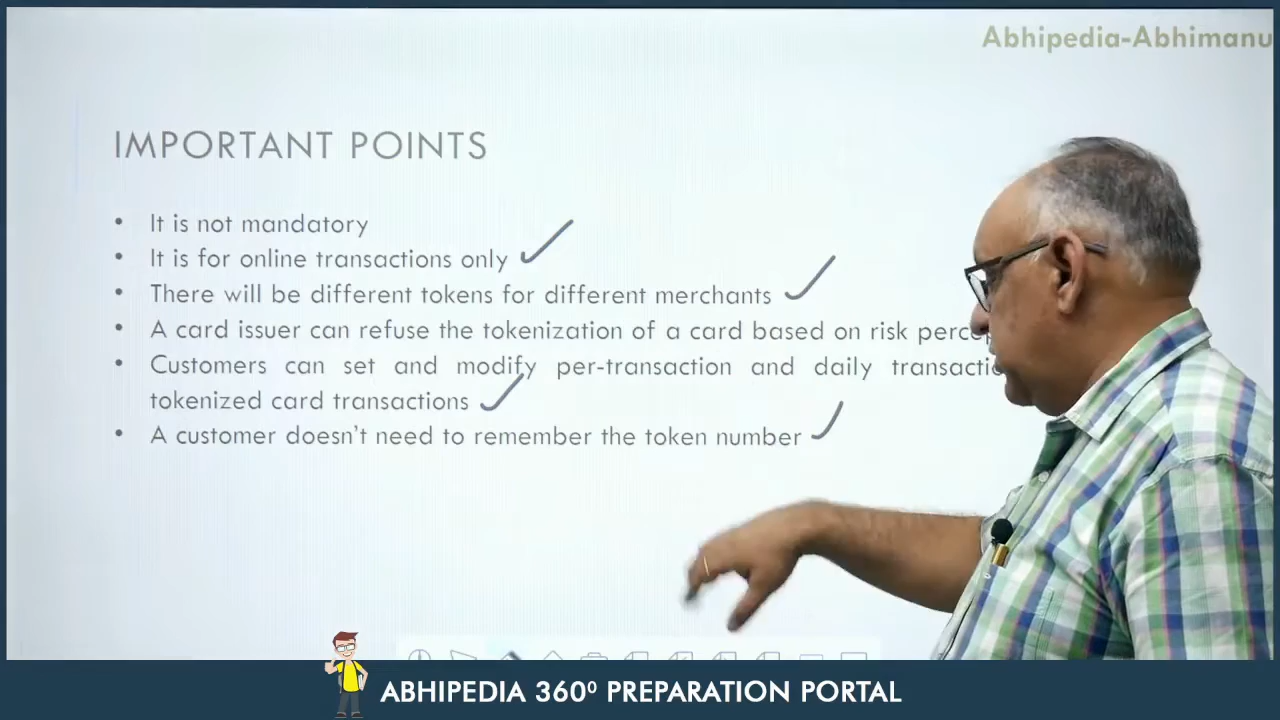 Abhipedia-Abhimanu
IMPORTANT POINTS
• It is not mandatory
• It is for online transactions only
• There will be different tokens for different merchants
• A card issuer can refuse the tokenization of a card based on risk
• Customers can set and modify per-transaction and daily
tokenized card transactions
• A customer doesn't need to remember the token number
ABHIPEDIA 360⁰ PREPARATION PORTAL